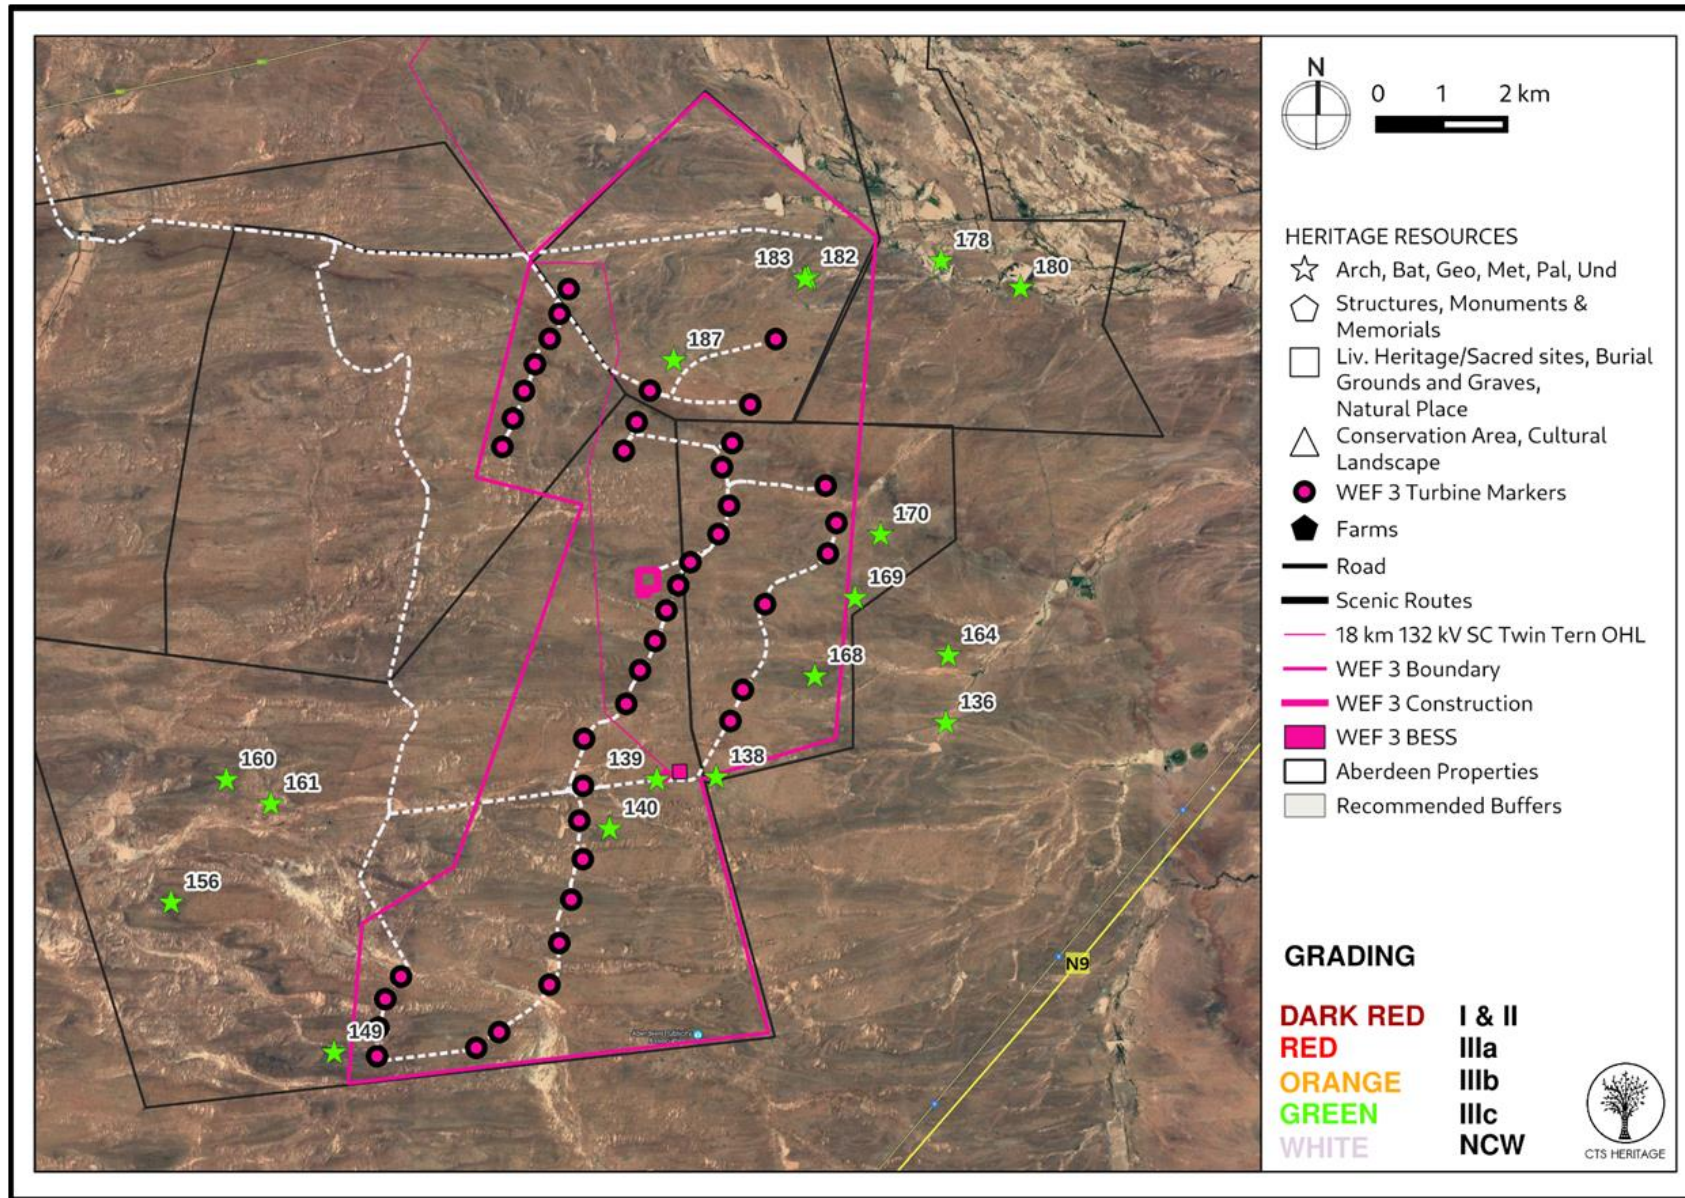 183
182
178
180
187
170
169
164
168
136
139
138
160
161
140
156
149
N9
N
0 1 2 km
HERITAGE RESOURCES
Arch, Bat, Geo, Met, Pal, Und
Structures, Monuments &
Memorials
Liv. Heritage/Sacred sites, Burial
Grounds and Graves,
Natural Place
Conservation Area, Cultural
Landscape
WEF 3 Turbine Markers
Farms
Road
Scenic Routes
18 km 132 kV SC Twin Tern OHL
WEF 3 Boundary
WEF 3 Construction
WEF 3 BESS
Aberdeen Properties
Recommended Buffers
GRADING
DARK RED I & II
RED IIIa
ORANGE IIIb
GREEN IIIc
WHITE NCW
CTS HERITAGE